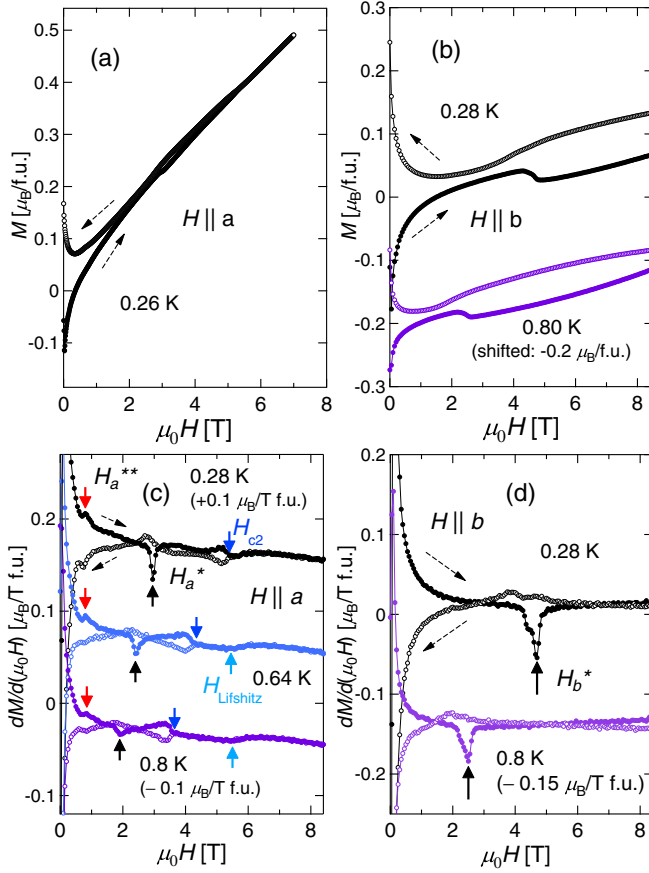 (a)
M [μB/f.u.]
0.5
0.4
0.3
0.2
0.1
0
-0.1
H || a
0.26 K
0
2
4
6
8
μ0H [T]
(b)
M [μB/f.u.]
0.3
0.2
0.1
0
-0.1
-0.2
-0.3
0.28 K
H || b
0.80 K
(shifted: -0.2 μB/f.u.)
0
2
4
6
8
μ0H [T]
(c)
dM/d(μ0H) [μB/T f.u.]
0.2
0.1
0
-0.1
Ha**
0.28 K
(+0.1 μB/T f.u.)
Hc2
Ha*
H || a
0.64 K
HLifshitz
0.8 K
(– 0.1 μB/T f.u.)
0
2
4
6
8
μ0H [T]
(d)
dM/d(μ0H) [μB/T f.u.]
0.2
0.1
0
-0.1
-0.2
H || b
0.28 K
Hb*
0.8 K
(– 0.15 μB/T f.u.)
0
2
4
6
8
μ0H [T]